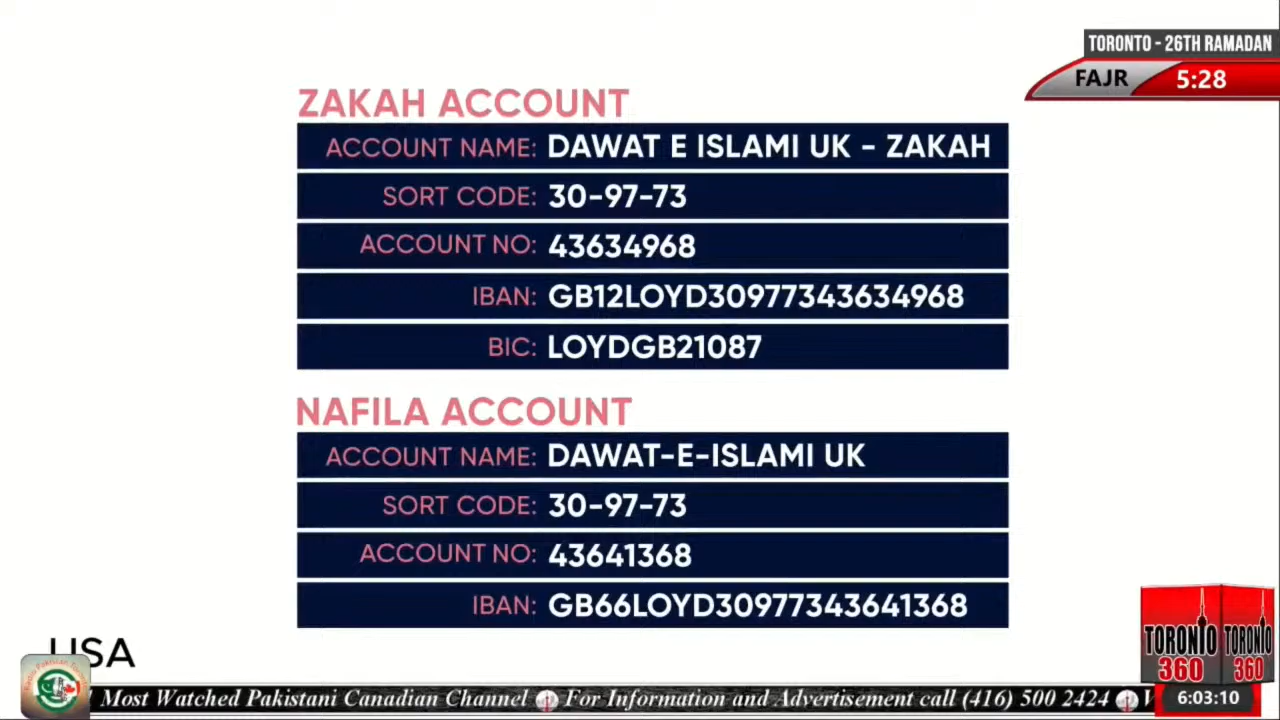 TORONTO - 26TH RAMADAN
FAJR 5:28
ZAKAH ACCOUNT
ACCOUNT NAME: DAWAT E ISLAMI UK - ZAKAH
SORT CODE: 30-97-73
ACCOUNT NO: 43634968
IBAN: GB12LOYD30977343634968
BIC: LOYDGB21087
NAFILA ACCOUNT
ACCOUNT NAME: DAWAT-E-ISLAMI UK
SORT CODE: 30-97-73
ACCOUNT NO: 43641368
IBAN: GB66LOYD30977343641368
USA
TORONTO 360 TORONTO 360
Most Watched Pakistani Canadian Channel For Information and Advertisement call (416) 500 2424
6:03:10